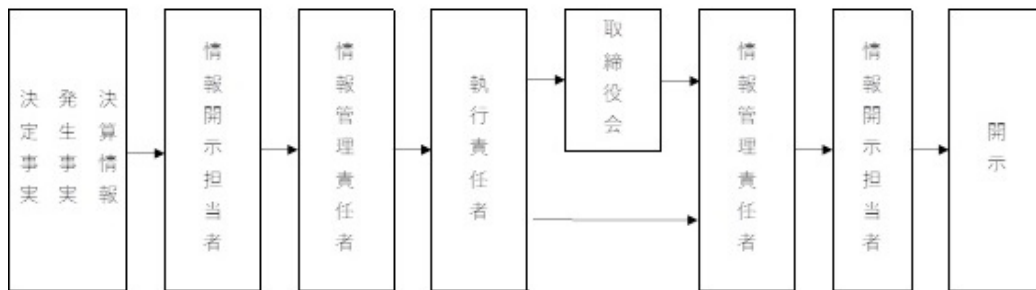 決定事実
発生事実
決算情報
情報開示担当者
情報管理責任者
執行責任者
取締役会
情報管理責任者
情報開示担当者
開示